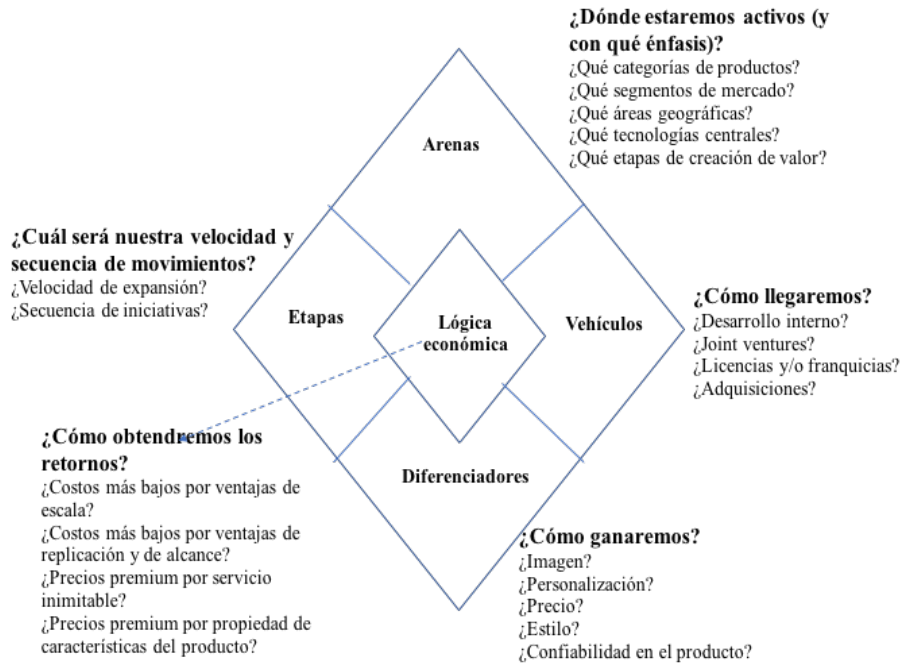 ¿Dónde estaremos activos (y
con qué énfasis)?
¿Qué categorías de productos?
¿Qué segmentos de mercado?
¿Qué áreas geográficas?
¿Qué tecnologías centrales?
¿Qué etapas de creación de valor?
Arenas
¿Cuál será nuestra velocidad y
secuencia de movimientos?
¿Velocidad de expansión?
¿Secuencia de iniciativas?
Etapas
Lógica
económica
Vehículos
¿Cómo llegaremos?
¿Desarrollo interno?
¿Joint ventures?
¿Licencias y/o franquicias?
¿Adquisiciones?
¿Cómo obtendremos los
retornos?
¿Costos más bajos por ventajas de
escala?
¿Costos más bajos por ventajas de
replicación y de alcance?
¿Precios premium por servicio
inimitable?
¿Precios premium por propiedad de
características del producto?
Diferenciadores
¿Cómo ganaremos?
¿Imagen?
¿Personalización?
¿Precio?
¿Estilo?
¿Confiabilidad en el producto?